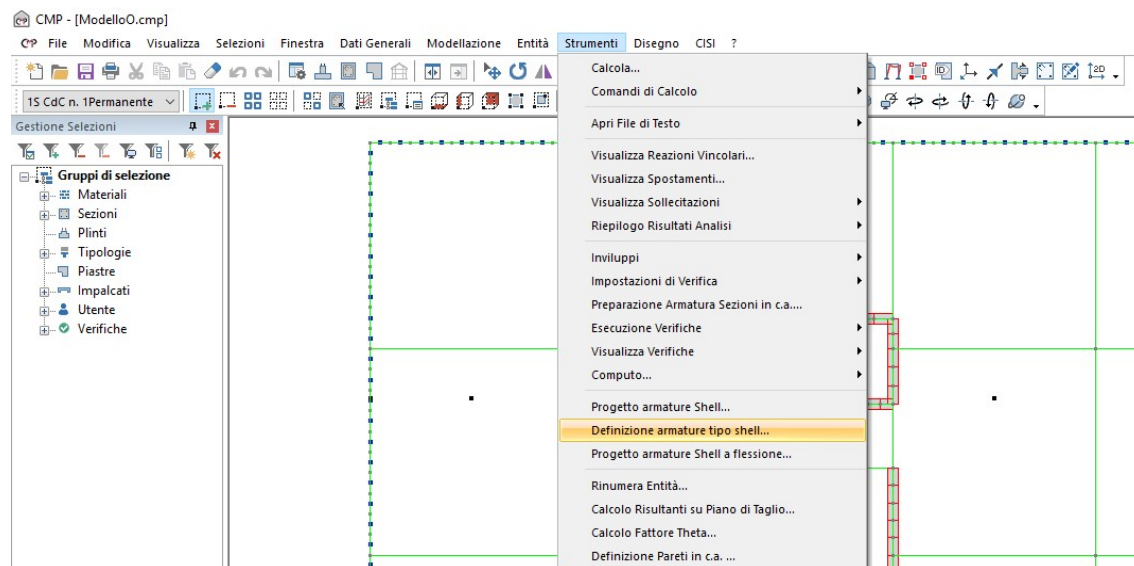 CMP - [ModelloO.cmp]
CMP File Modifica Visualizza Selezioni Finestra Dati Generali Modellazione Entità Strumenti Disegno CISI ?
1S CdC n. 1Permanente
Gestione Selezioni
Gruppi di selezione
Materiali
Sezioni
Plinti
Tipologie
Piastre
Impalcati
Utente
Verifiche
Calcola...
Comandi di Calcolo
Apri File di Testo
Visualizza Reazioni Vincolari...
Visualizza Spostamenti...
Visualizza Sollecitazioni
Riepilogo Risultati Analisi
Inviluppi
Impostazioni di Verifica
Preparazione Armatura Sezioni in c.a....
Esecuzione Verifiche
Visualizza Verifiche
Computo...
Progetto armature Shell...
Definizione armature tipo shell...
Progetto armature Shell a flessione...
Rinumera Entità...
Calcolo Risultanti su Piano di Taglio...
Calcolo Fattore Theta...
Definizione Pareti in c.a. ...